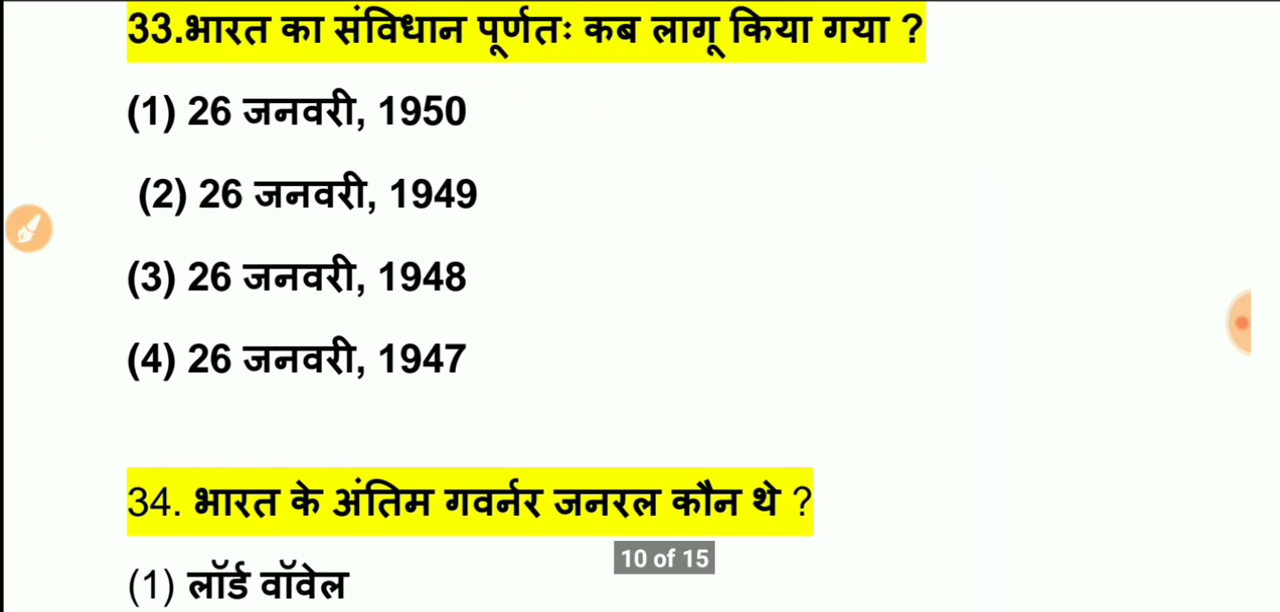 33.भारत का संविधान पूर्णतः कब लागू किया गया ?
(1) 26 जनवरी, 1950
(2) 26 जनवरी, 1949
(3) 26 जनवरी, 1948
(4) 26 जनवरी, 1947
34. भारत के अंतिम गवर्नर जनरल कौन थे ?
10 of 15
(1) लॉर्ड वॉवेल